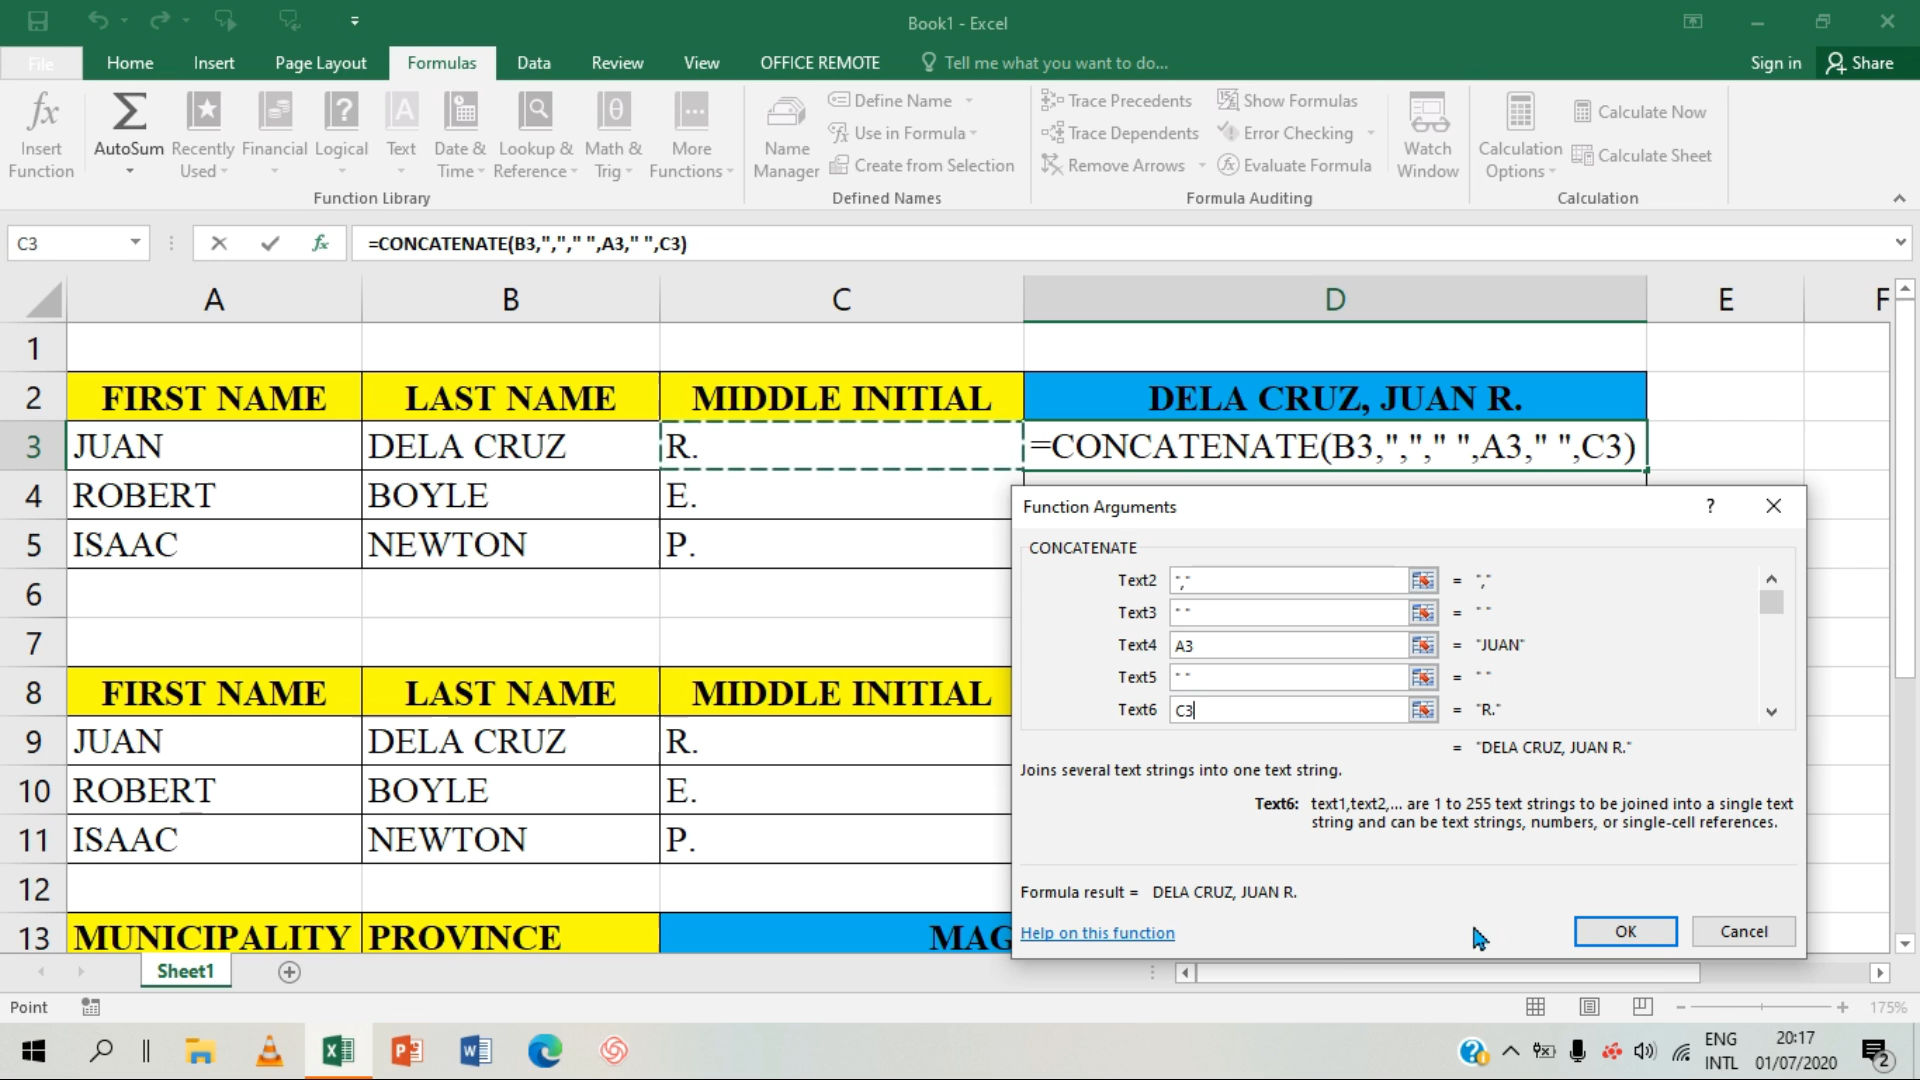 Book1 - Excel
File Home Insert Page Layout Formulas Data Review View OFFICE REMOTE Tell me what you want to do... Sign in Share
Insert Function
AutoSum
Recently Used
Financial
Logical
Text
Date & Time
Lookup & Reference
Math & Trig
More Functions
Function Library
Name Manager
Define Name
Use in Formula
Create from Selection
Defined Names
Trace Precedents
Trace Dependents
Remove Arrows
Show Formulas
Error Checking
Evaluate Formula
Formula Auditing
Watch Window
Calculation Options
Calculate Now
Calculate Sheet
Calculation
C3 fx =CONCATENATE(B3,","," ",A3," ",C3)
A B C D E F
1
2 FIRST NAME LAST NAME MIDDLE INITIAL DELA CRUZ, JUAN R.
3 JUAN DELA CRUZ R. =CONCATENATE(B3,","," ",A3," ",C3)
4 ROBERT BOYLE E.
5 ISAAC NEWTON P.
6
7
8 FIRST NAME LAST NAME MIDDLE INITIAL
9 JUAN DELA CRUZ R.
10 ROBERT BOYLE E.
11 ISAAC NEWTON P.
12
13 MUNICIPALITY PROVINCE MAG
Function Arguments ?
CONCATENATE
Text2 "," = ","
Text3 " " = " "
Text4 A3 = "JUAN"
Text5 " " = " "
Text6 C3 = "R."
= "DELA CRUZ, JUAN R."
Joins several text strings into one text string.
Text6: text1,text2,... are 1 to 255 text strings to be joined into a single text
string and can be text strings, numbers, or single-cell references.
Formula result = DELA CRUZ, JUAN R.
Help on this function OK Cancel
Sheet1
Point 175%
ENG 20:17
INTL 01/07/2020 2